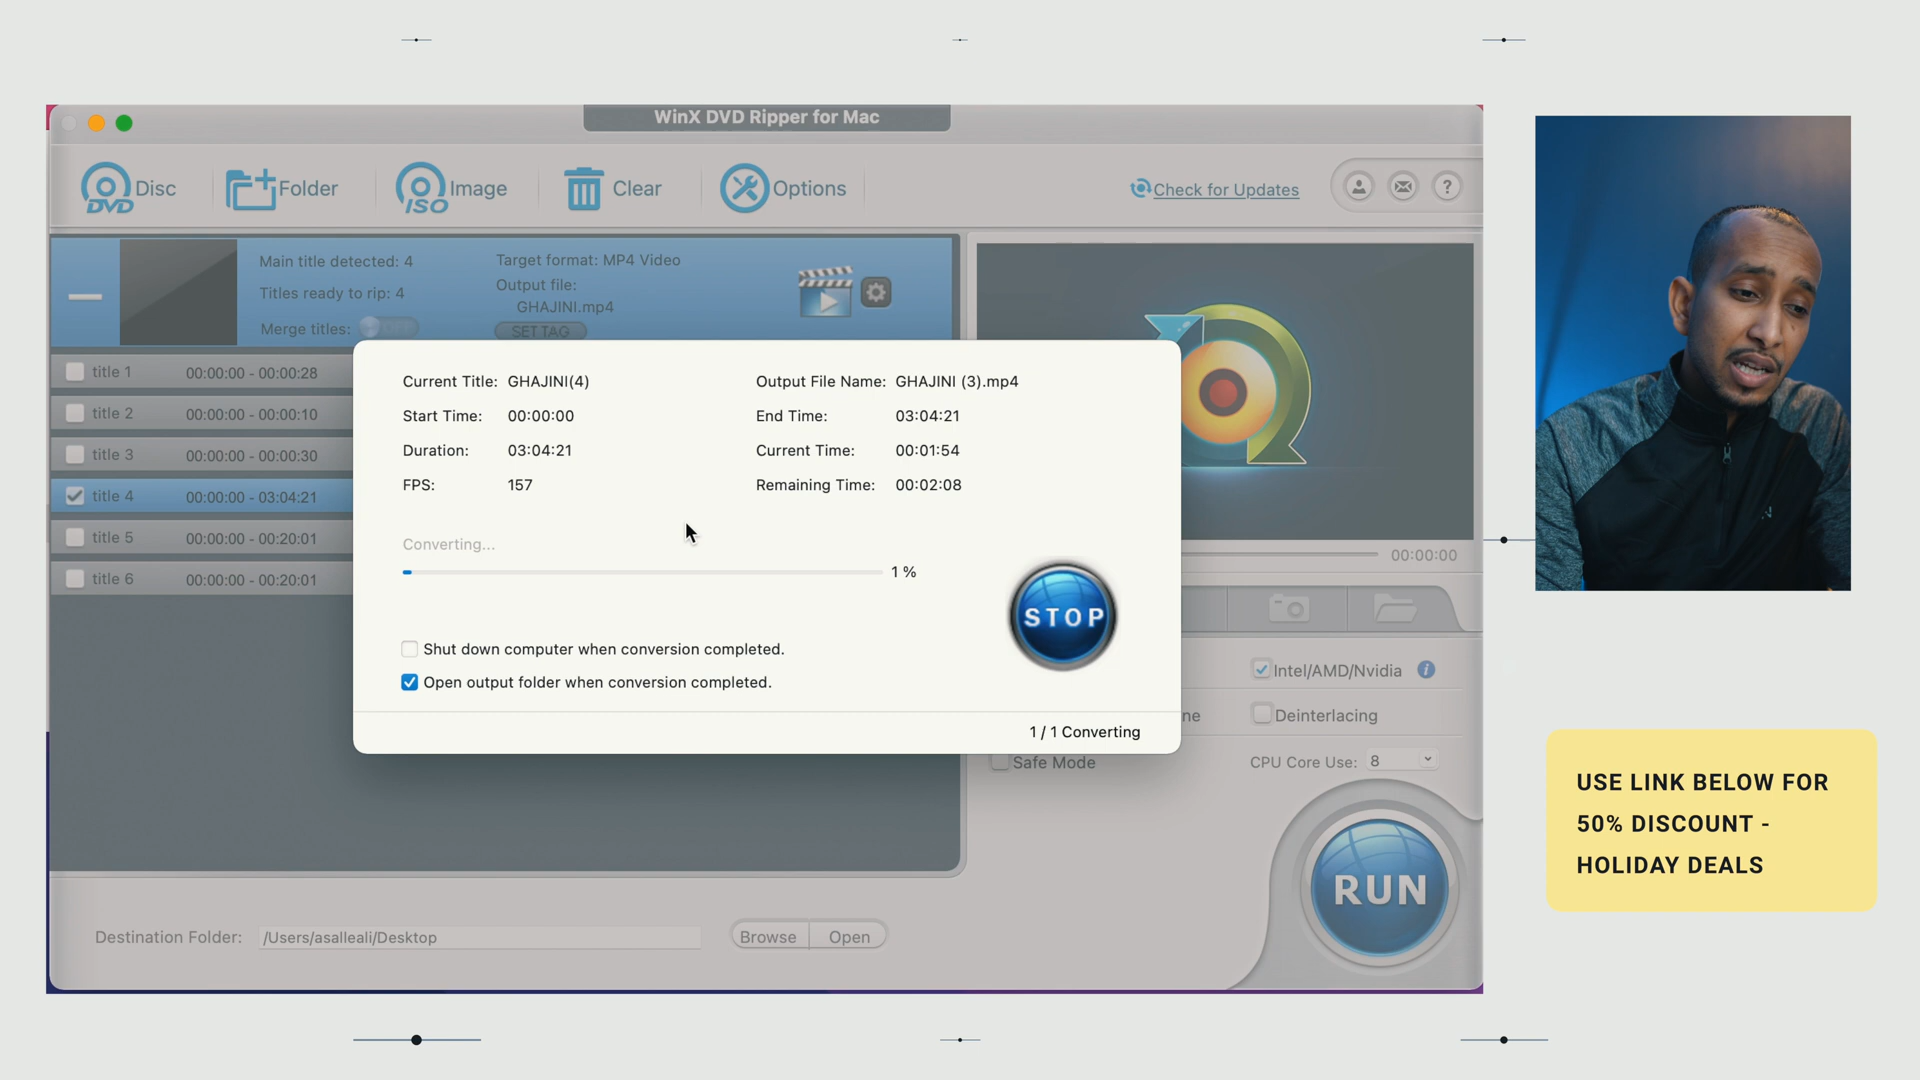 WinX DVD Ripper for Mac
DVD Disc
Folder
ISO Image
Clear
Options
Check for Updates
?
Main title detected: 4
Titles ready to rip: 4
Merge titles:
Target format: MP4 Video
Output file:
GHAJINI.mp4
SET TAG
title 1 00:00:00 - 00:00:28
title 2 00:00:00 - 00:00:10
title 3 00:00:00 - 00:00:30
title 4 00:00:00 - 03:04:21
title 5 00:00:00 - 00:20:01
title 6 00:00:00 - 00:20:01
Current Title: GHAJINI(4)
Output File Name: GHAJINI (3).mp4
Start Time: 00:00:00
End Time: 03:04:21
Duration: 03:04:21
Current Time: 00:01:54
FPS: 157
Remaining Time: 00:02:08
Converting...
1 %
STOP
Shut down computer when conversion completed.
Open output folder when conversion completed.
1 / 1 Converting
00:00:00
Intel/AMD/Nvidia
ne
Deinterlacing
Safe Mode
CPU Core Use: 8
RUN
Destination Folder: /Users/asalleali/Desktop
Browse
Open
USE LINK BELOW FOR
50% DISCOUNT -
HOLIDAY DEALS